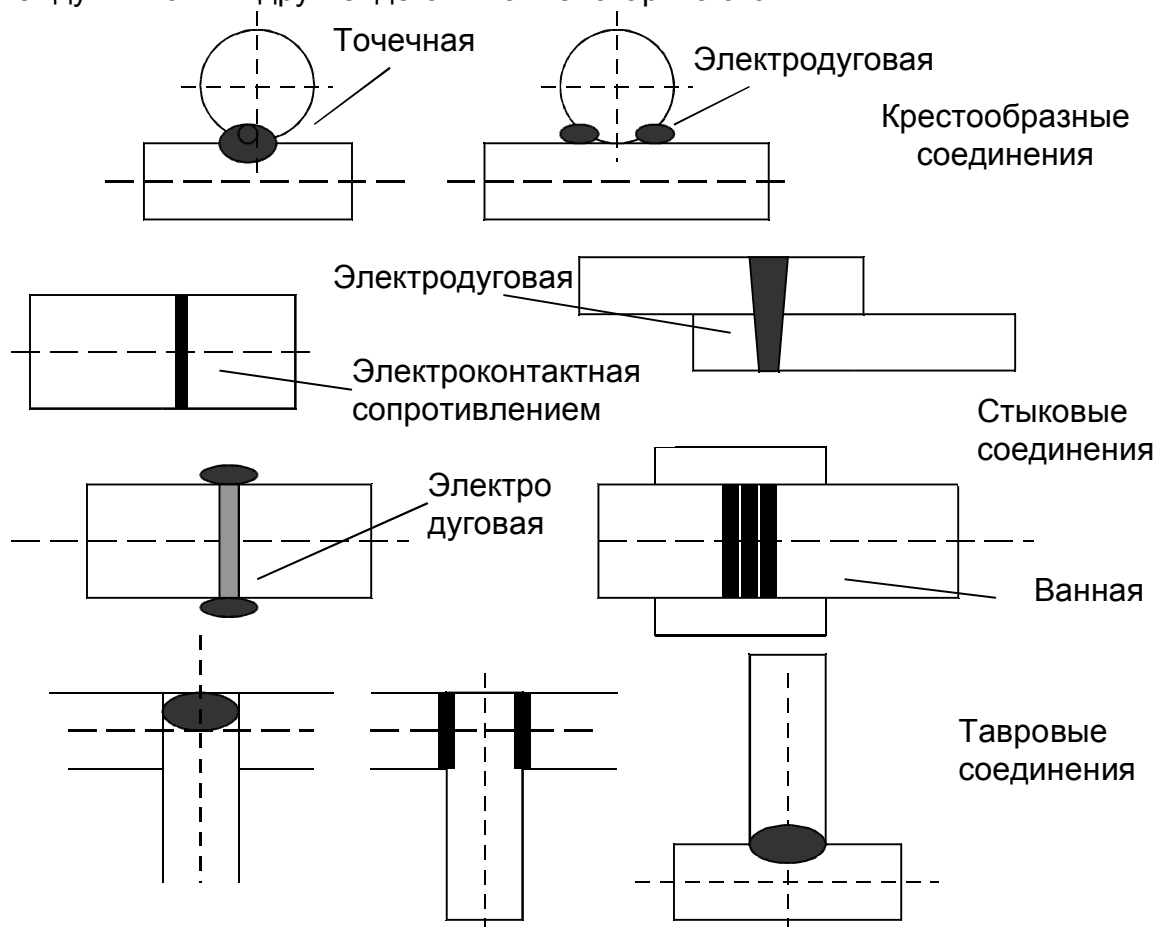 Точечная
Электродуговая
Крестообразные
соединения
Электродуговая
Электроконтактная
сопротивлением
Стыковые
соединения
Электро
дуговая
Ванная
Тавровые
соединения